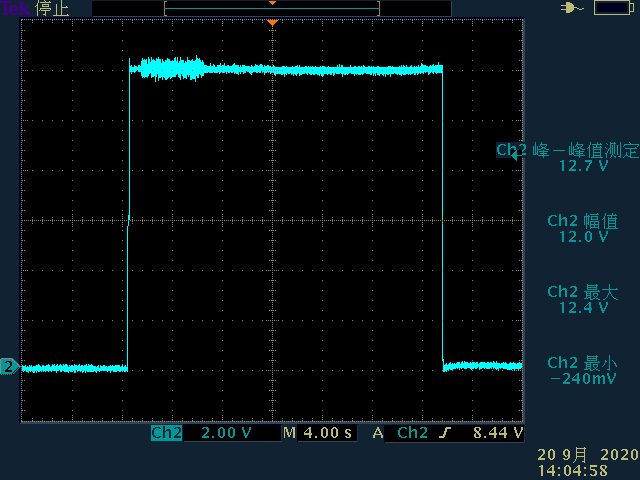 Tek 停止
Ch2 峰－峰值测定
12.7 V
Ch2 幅值
12.0 V
Ch2 最大
12.4 V
Ch2 最小
−240mV
2
Ch2 2.00 V M 4.00 s A Ch2 8.44 V
20 9月 2020
14:04:58